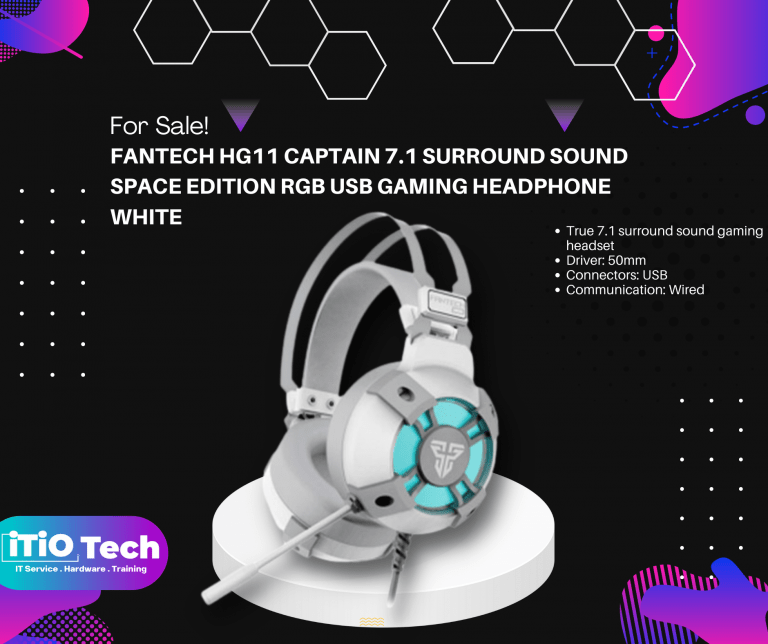 For Sale!
FANTECH HG11 CAPTAIN 7.1 SURROUND SOUND
SPACE EDITION RGB USB GAMING HEADPHONE
WHITE
• True 7.1 surround sound gaming
headset
• Driver: 50mm
• Connectors: USB
• Communication: Wired
FANTECH
iTiO Tech
IT Service . Hardware . Training